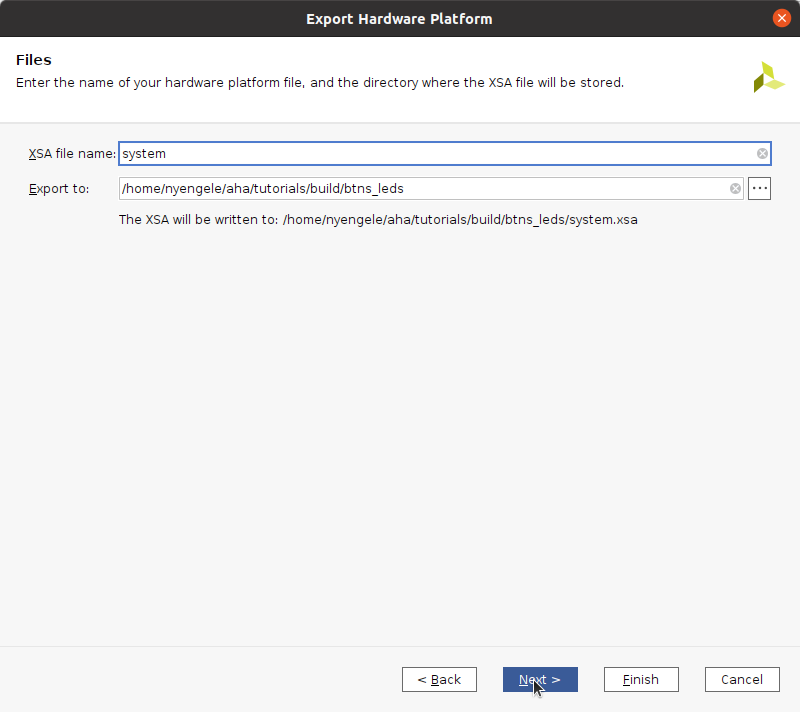 Export Hardware Platform
Files
Enter the name of your hardware platform file, and the directory where the XSA file will be stored.
XSA file name: system
Export to: /home/nyengele/aha/tutorials/build/btns_leds
The XSA will be written to: /home/nyengele/aha/tutorials/build/btns_leds/system.xsa
< Back Next > Finish Cancel